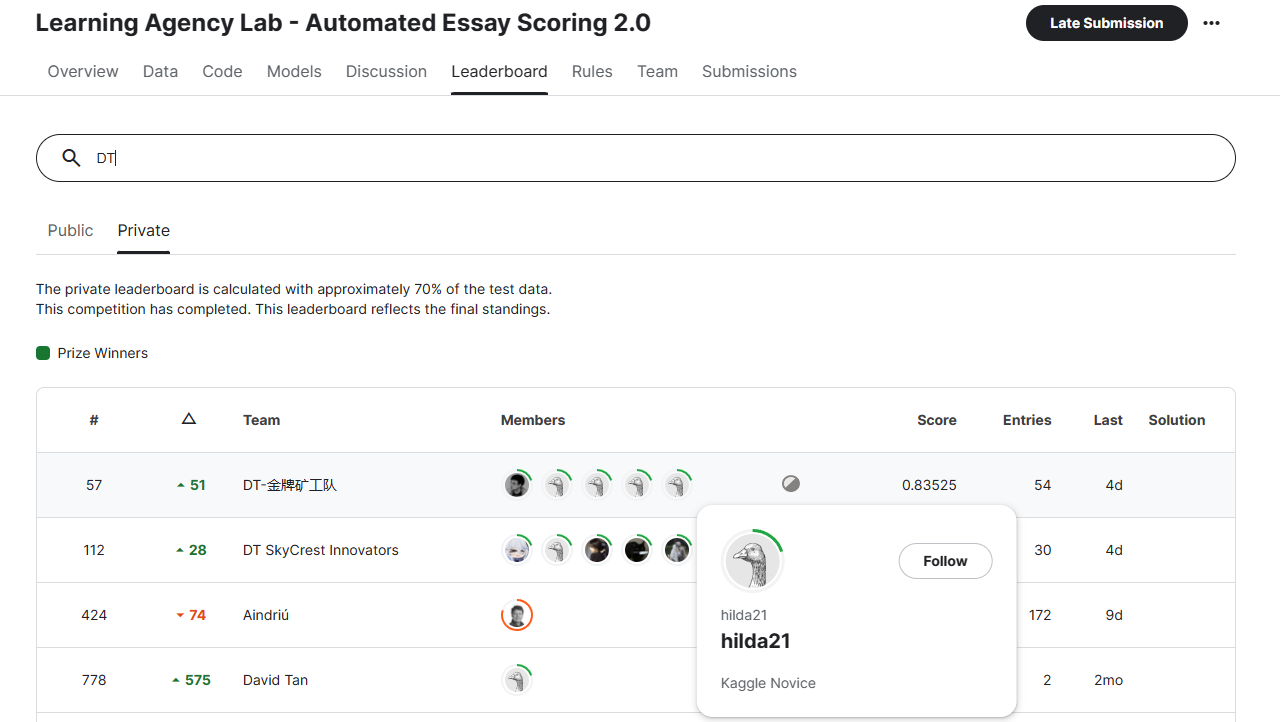 Learning Agency Lab - Automated Essay Scoring 2.0
Late Submission
Overview Data Code Models Discussion Leaderboard Rules Team Submissions
DT
Public Private
The private leaderboard is calculated with approximately 70% of the test data.
This competition has completed. This leaderboard reflects the final standings.
Prize Winners
# △ Team Members Score Entries Last Solution
57 51 DT-金牌矿工队 0.83525 54 4d
112 28 DT SkyCrest Innovators 30 4d
424 74 Aindriú 172 9d
778 575 David Tan 2 2mo
Follow
hilda21
hilda21
Kaggle Novice